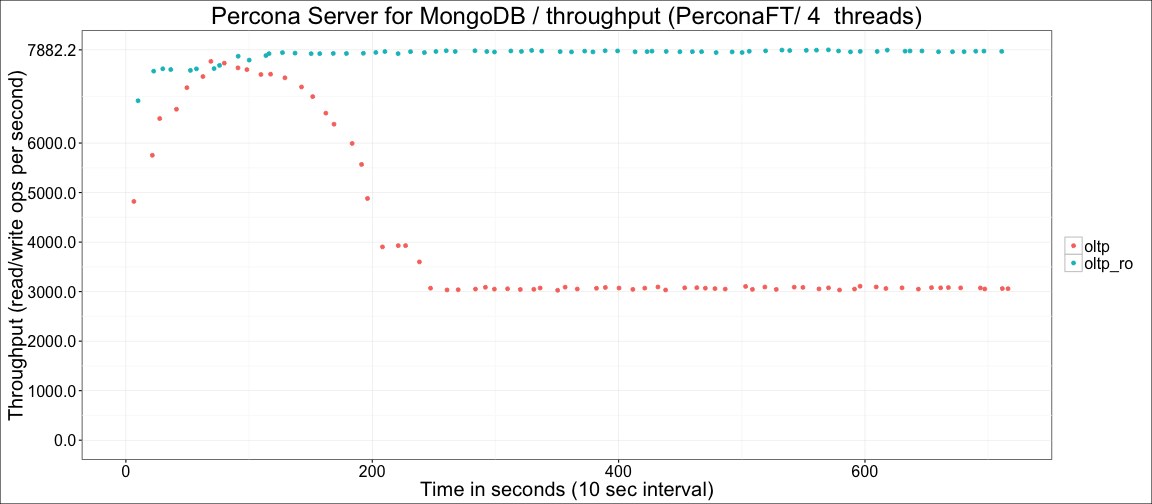 Percona Server for MongoDB / throughput (PerconaFT/ 4  threads)
Throughput (read/write ops per second)
7882.2
6000.0
5000.0
4000.0
3000.0
2000.0
1000.0
0.0
0 200 400 600
Time in seconds (10 sec interval)
oltp
oltp_ro